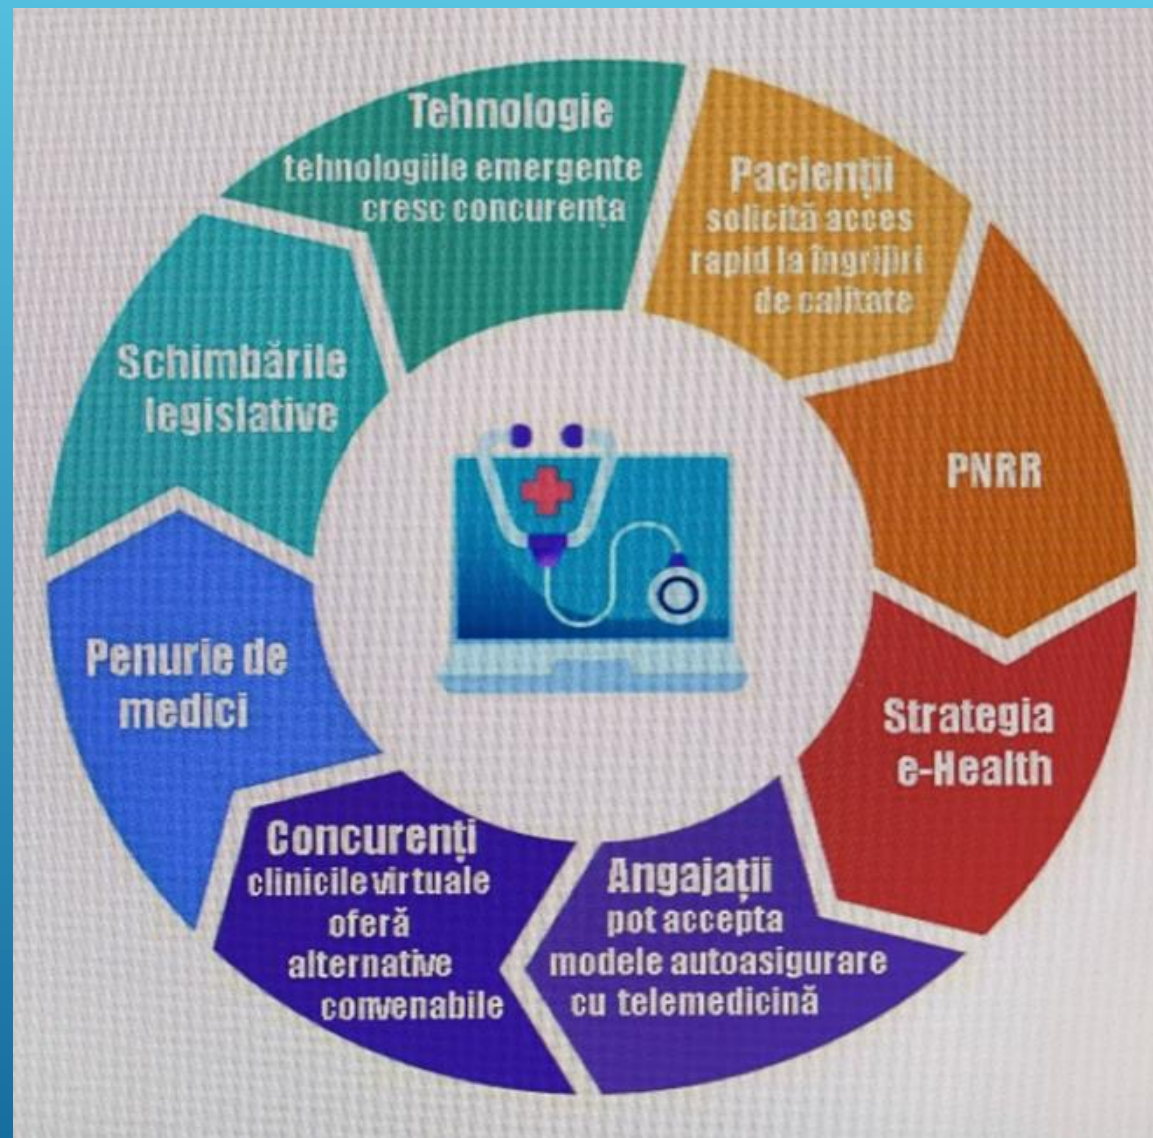 Tehnologie
tehnologiile emergente
cresc concurența
Pacienții
solicită acces
rapid la îngrijiri
de calitate
PNRR
Strategia
e-Health
Angajații
pot accepta
modele autoasigurare
cu telemedicină
Concurenți
clinicile virtuale
oferă
alternative
convenabile
Penurie de
medici
Schimbările
legislative